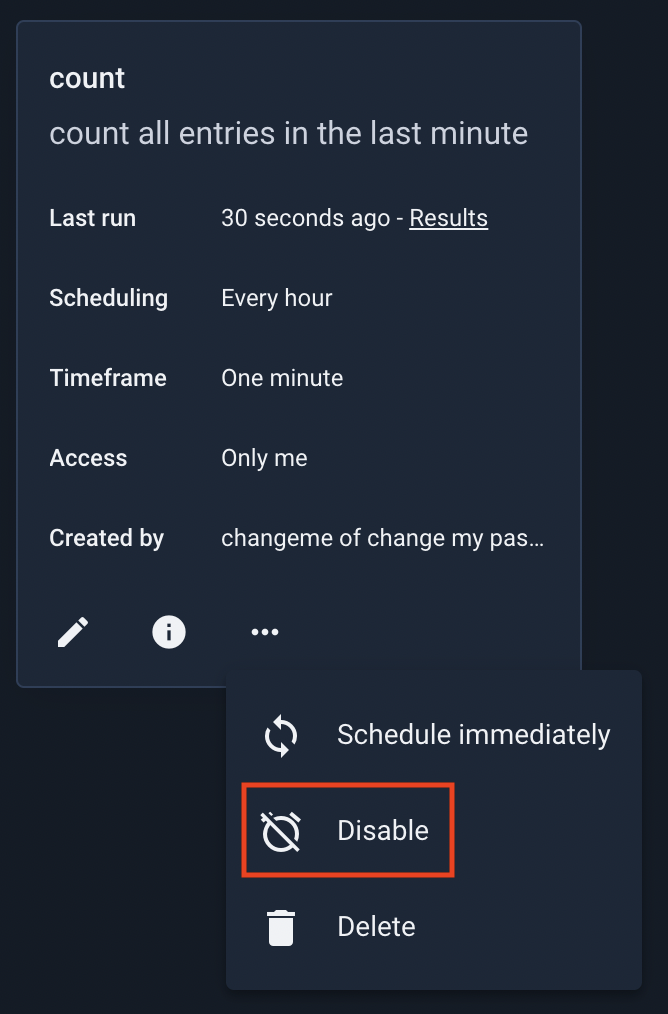 count
count all entries in the last minute
Last run 30 seconds ago - Results
Scheduling Every hour
Timeframe One minute
Access Only me
Created by changeme of change my pas...
Schedule immediately
Disable
Delete